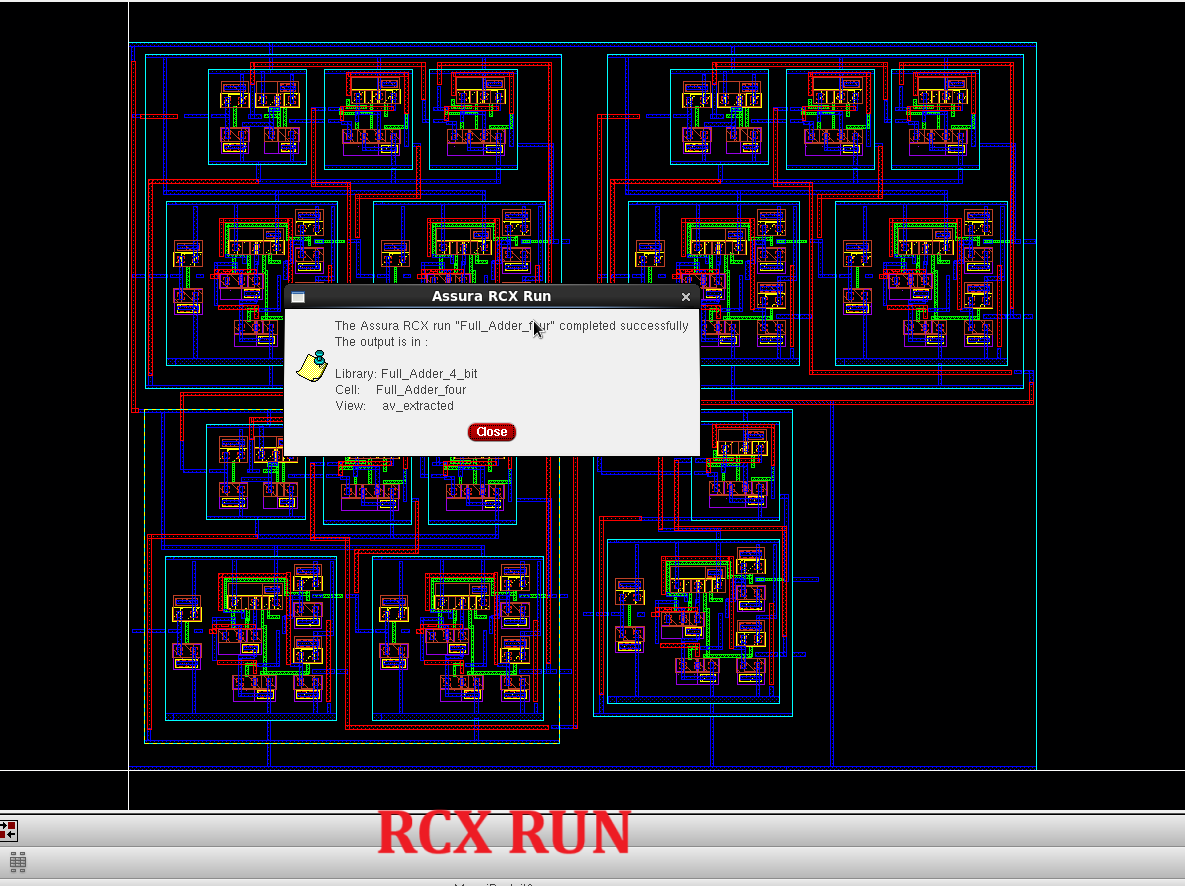 Assura RCX Run
The Assura RCX run "Full_Adder_four" completed successfully
The output is in :
Library: Full_Adder_4_bit
Cell: Full_Adder_four
View: av_extracted
Close
RCX RUN